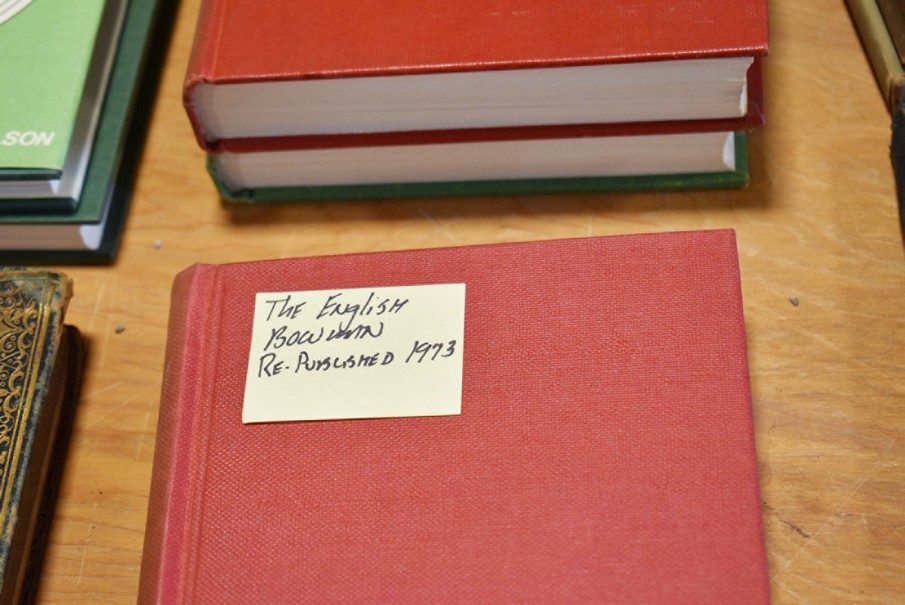 SON
The English
Bowman
Re-Published 1973